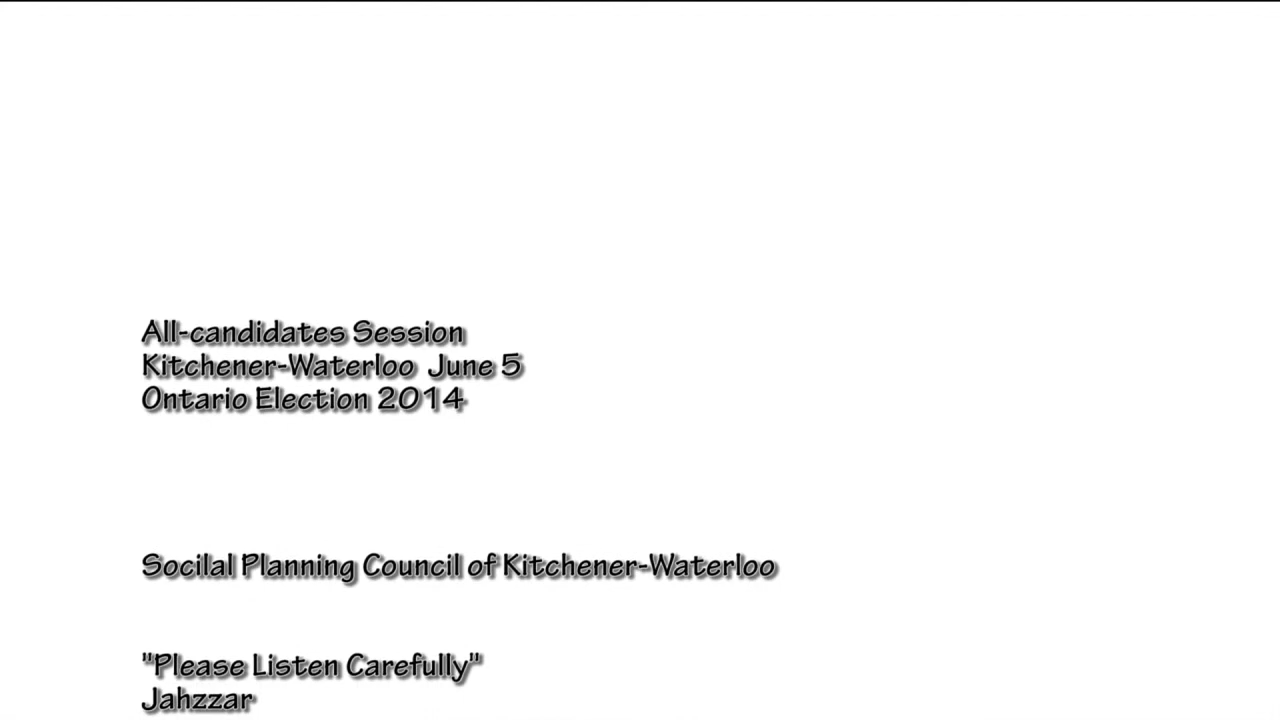 All-candidates Session
Kitchener-Waterloo  June 5
Ontario Election 2014
Socilal Planning Council of Kitchener-Waterloo
"Please Listen Carefully"
Jahzzar